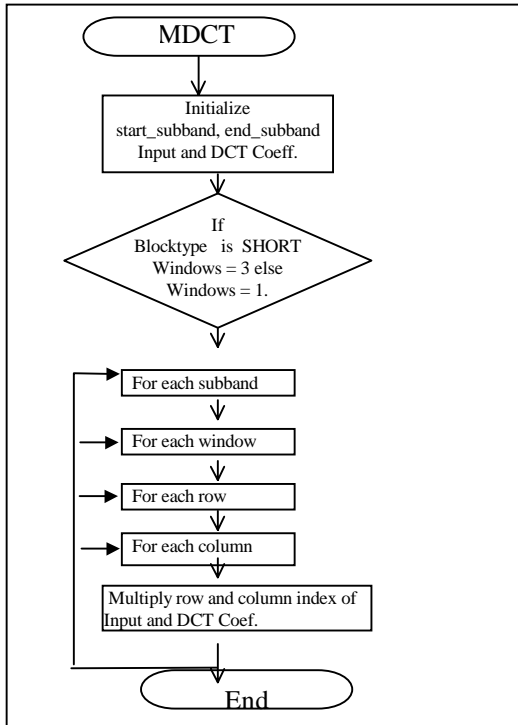 MDCT
Initialize
start_subband, end_subband
Input and DCT Coeff.
If
Blocktype is SHORT
Windows = 3 else
Windows = 1.
For each subband
For each window
For each row
For each column
Multiply row and column index of
Input and DCT Coef.
End